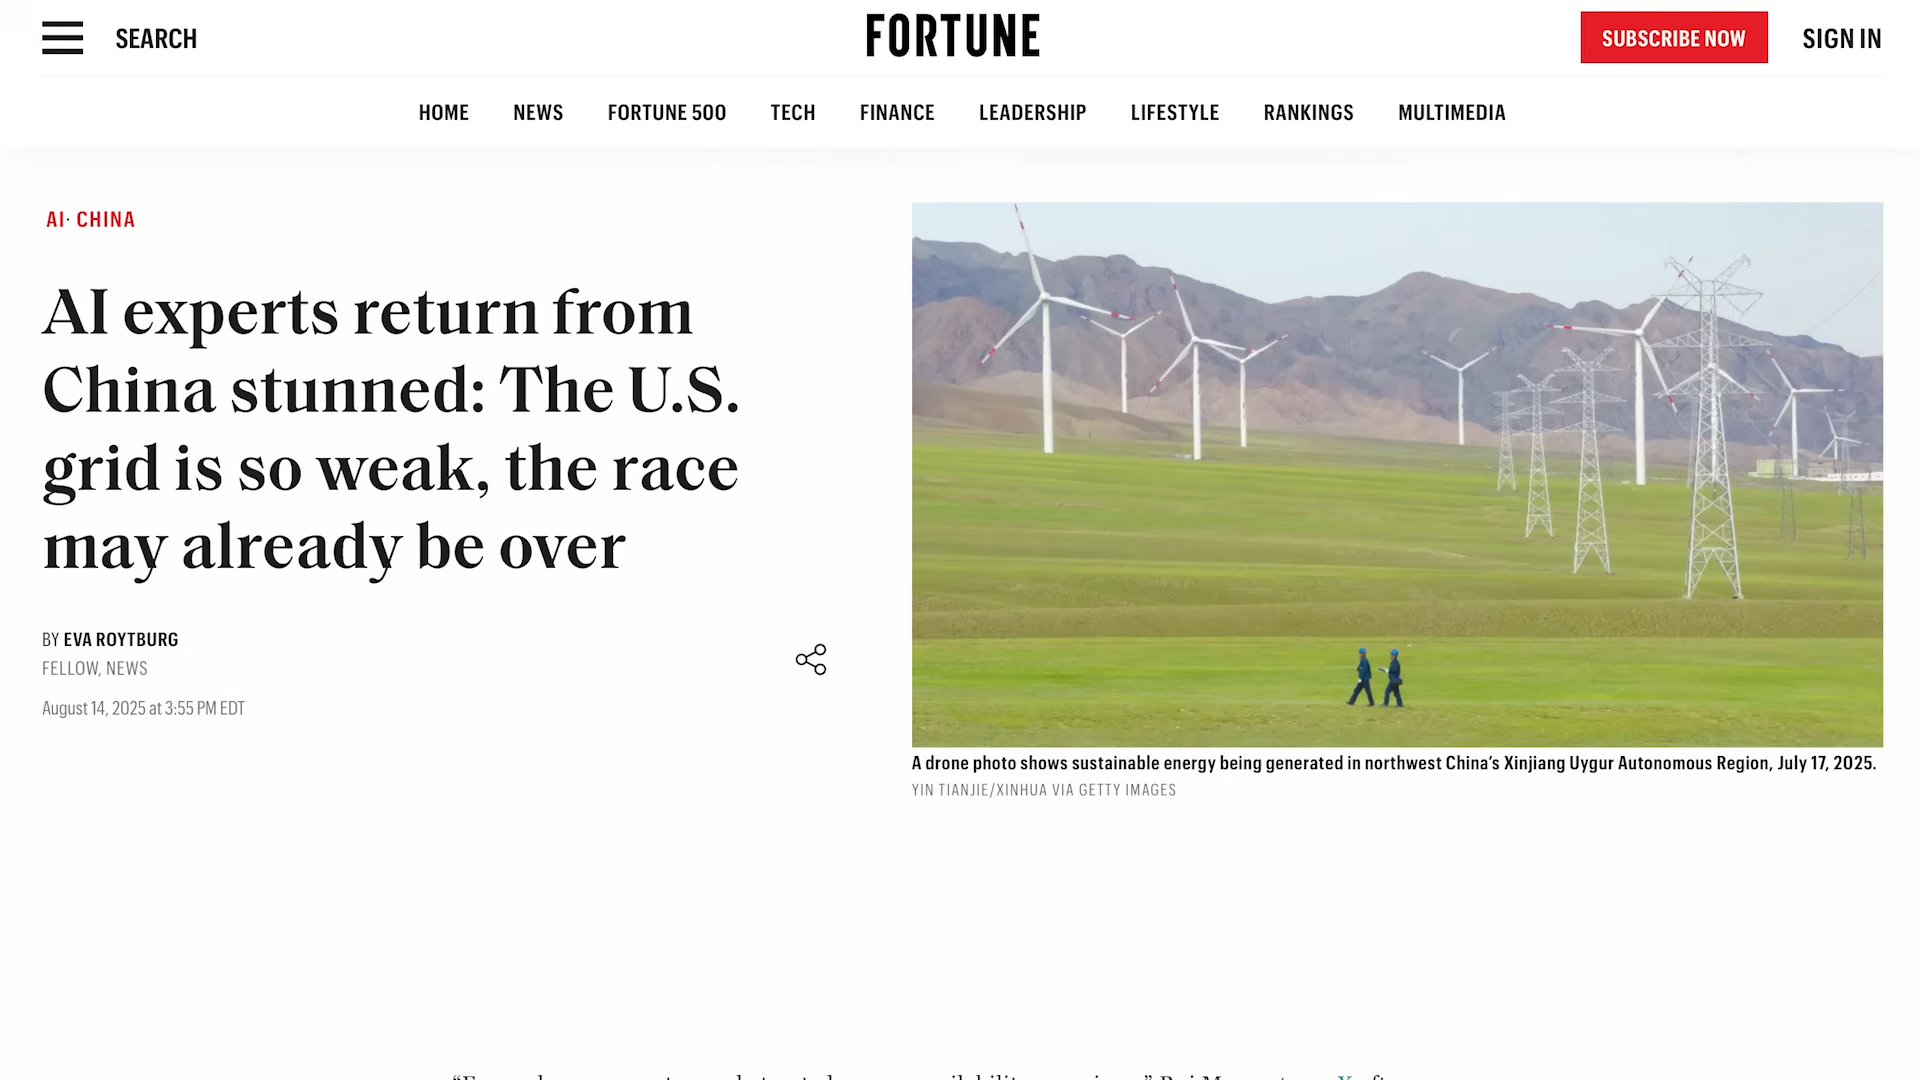 SEARCH
FORTUNE
SUBSCRIBE NOW
SIGN IN
HOME NEWS FORTUNE 500 TECH FINANCE LEADERSHIP LIFESTYLE RANKINGS MULTIMEDIA
AI· CHINA
AI experts return from
China stunned: The U.S.
grid is so weak, the race
may already be over
BY EVA ROYTBURG
FELLOW, NEWS
August 14, 2025 at 3:55 PM EDT
A drone photo shows sustainable energy being generated in northwest China’s Xinjiang Uygur Autonomous Region, July 17, 2025.
YIN TIANJIE/XINHUA VIA GETTY IMAGES